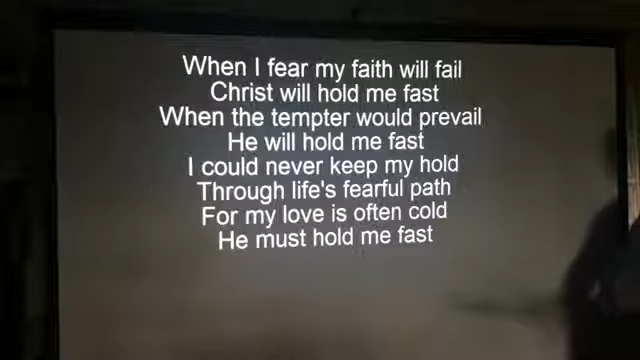 When I fear my faith will fail
Christ will hold me fast
When the tempter would prevail
He will hold me fast
I could never keep my hold
Through life's fearful path
For my love is often cold
He must hold me fast